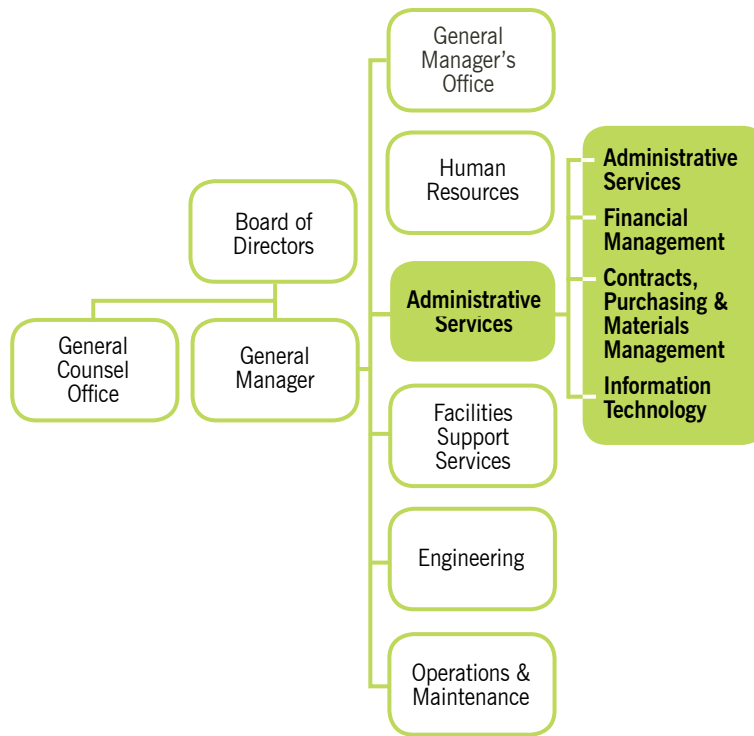 General
Manager’s
Office
Human
Resources
Board of
Directors
General
Counsel
Office
General
Manager
Administrative
Services
Administrative
Services
Financial
Management
Contracts,
Purchasing &
Materials
Management
Information
Technology
Facilities
Support
Services
Engineering
Operations &
Maintenance